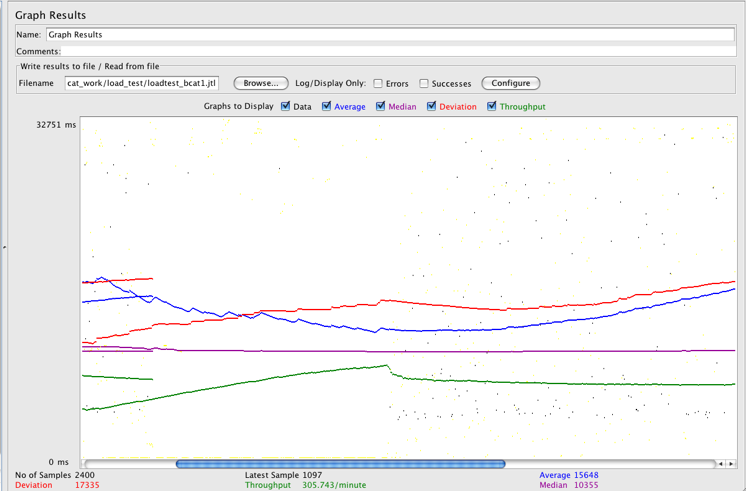 Graph Results
Name: Graph Results
Comments:
Write results to file / Read from file
Filename cat_work/load_test/loadtest_bcat1.jtl Browse... Log/Display Only: Errors Successes Configure
Graphs to Display Data Average Median Deviation Throughput
32751 ms
0 ms
No of Samples 2400 Latest Sample 1097 Average 15648
Deviation 17335 Throughput 305.743/minute Median 10355